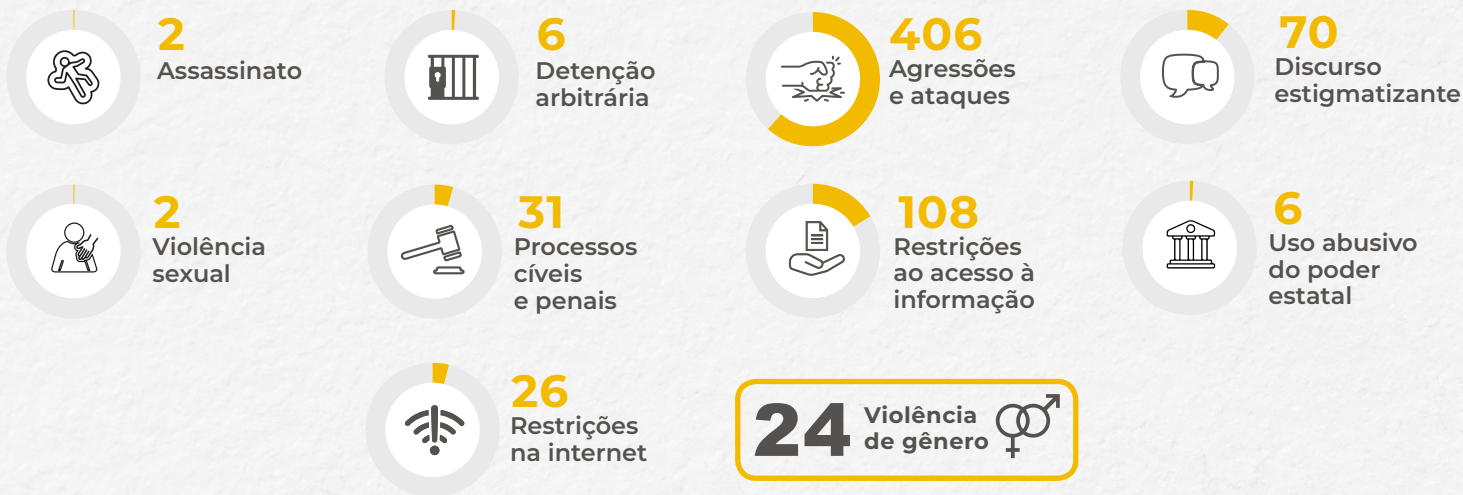 2
Assassinato
6
Detenção
arbitrária
406
Agressões
e ataques
70
Discurso
estigmatizante
2
Violência
sexual
31
Processos
cíveis
e penais
108
Restrições
ao acesso à
informação
6
Uso abusivo
do poder
estatal
26
Restrições
na internet
24
Violência
de gênero